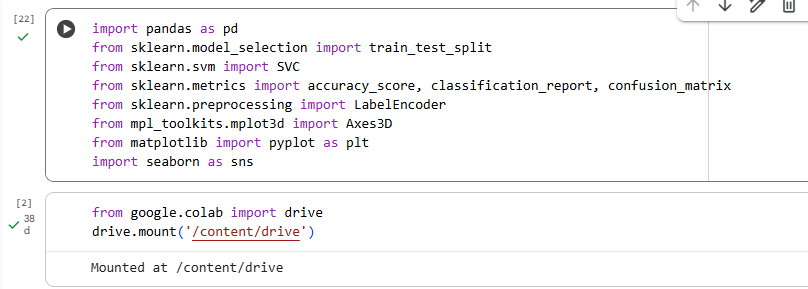 [22]
import pandas as pd
from sklearn.model_selection import train_test_split
from sklearn.svm import SVC
from sklearn.metrics import accuracy_score, classification_report, confusion_matrix
from sklearn.preprocessing import LabelEncoder
from mpl_toolkits.mplot3d import Axes3D
from matplotlib import pyplot as plt
import seaborn as sns
[2]
38
d
from google.colab import drive
drive.mount('/content/drive')
Mounted at /content/drive